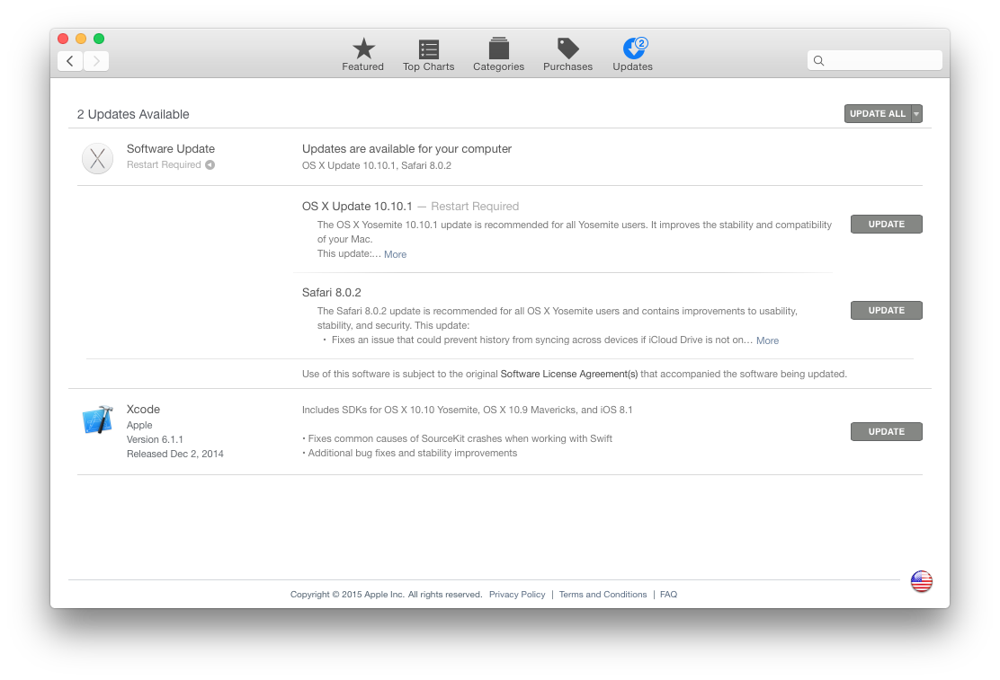 2
Featured
Top Charts
Categories
Purchases
Updates
2 Updates Available
UPDATE ALL
Software Update
Restart Required
Updates are available for your computer
OS X Update 10.10.1, Safari 8.0.2
OS X Update 10.10.1 — Restart Required
The OS X Yosemite 10.10.1 update is recommended for all Yosemite users. It improves the stability and compatibility
of your Mac.
This update:… More
UPDATE
Safari 8.0.2
The Safari 8.0.2 update is recommended for all OS X Yosemite users and contains improvements to usability,
stability, and security. This update:
• Fixes an issue that could prevent history from syncing across devices if iCloud Drive is not on… More
UPDATE
Use of this software is subject to the original Software License Agreement(s) that accompanied the software being updated.
Xcode
Apple
Version 6.1.1
Released Dec 2, 2014
Includes SDKs for OS X 10.10 Yosemite, OS X 10.9 Mavericks, and iOS 8.1
• Fixes common causes of SourceKit crashes when working with Swift
• Additional bug fixes and stability improvements
UPDATE
Copyright © 2015 Apple Inc. All rights reserved. Privacy Policy | Terms and Conditions | FAQ